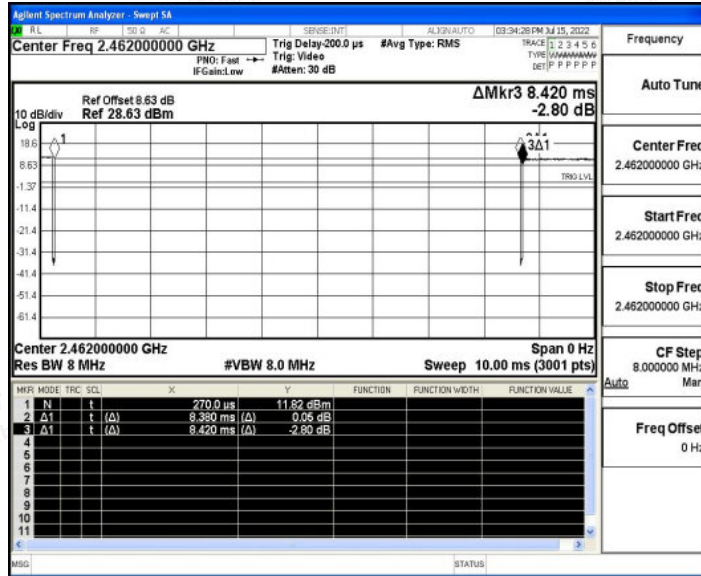 Agilent Spectrum Analyzer - Swept SA
RL RF 50 Ω AC SENSE:INT ALIGN AUTO 03:34:28 PM Jul 15, 2022
Center Freq 2.462000000 GHz
PNO: Fast
IFGain:Low
Trig Delay-200.0 µs
Trig: Video
#Atten: 30 dB
#Avg Type: RMS
TRACE 1 2 3 4 5 6
TYPE
DET P P P P P P
Ref Offset 8.63 dB
10 dB/div Ref 28.63 dBm
Log
ΔMkr3 8.420 ms
-2.80 dB
18.6
8.63
-1.37
-11.4
-21.4
-31.4
-41.4
-51.4
-61.4
1
3Δ1
TRIG LVL
Center 2.462000000 GHz Span 0 Hz
Res BW 8 MHz #VBW 8.0 MHz Sweep 10.00 ms (3001 pts)
MKR MODE TRC SCL X Y FUNCTION FUNCTION WIDTH FUNCTION VALUE
1 N t 270.0 µs 11.82 dBm
2 Δ1 t (Δ) 8.380 ms (Δ) 0.05 dB
3 Δ1 t (Δ) 8.420 ms (Δ) -2.80 dB
4
5
6
7
8
9
10
11
MSG STATUS
Frequency
Auto Tune
Center Freq
2.462000000 GHz
Start Freq
2.462000000 GHz
Stop Freq
2.462000000 GHz
CF Step
8.000000 MHz
Auto Man
Freq Offset
0 Hz